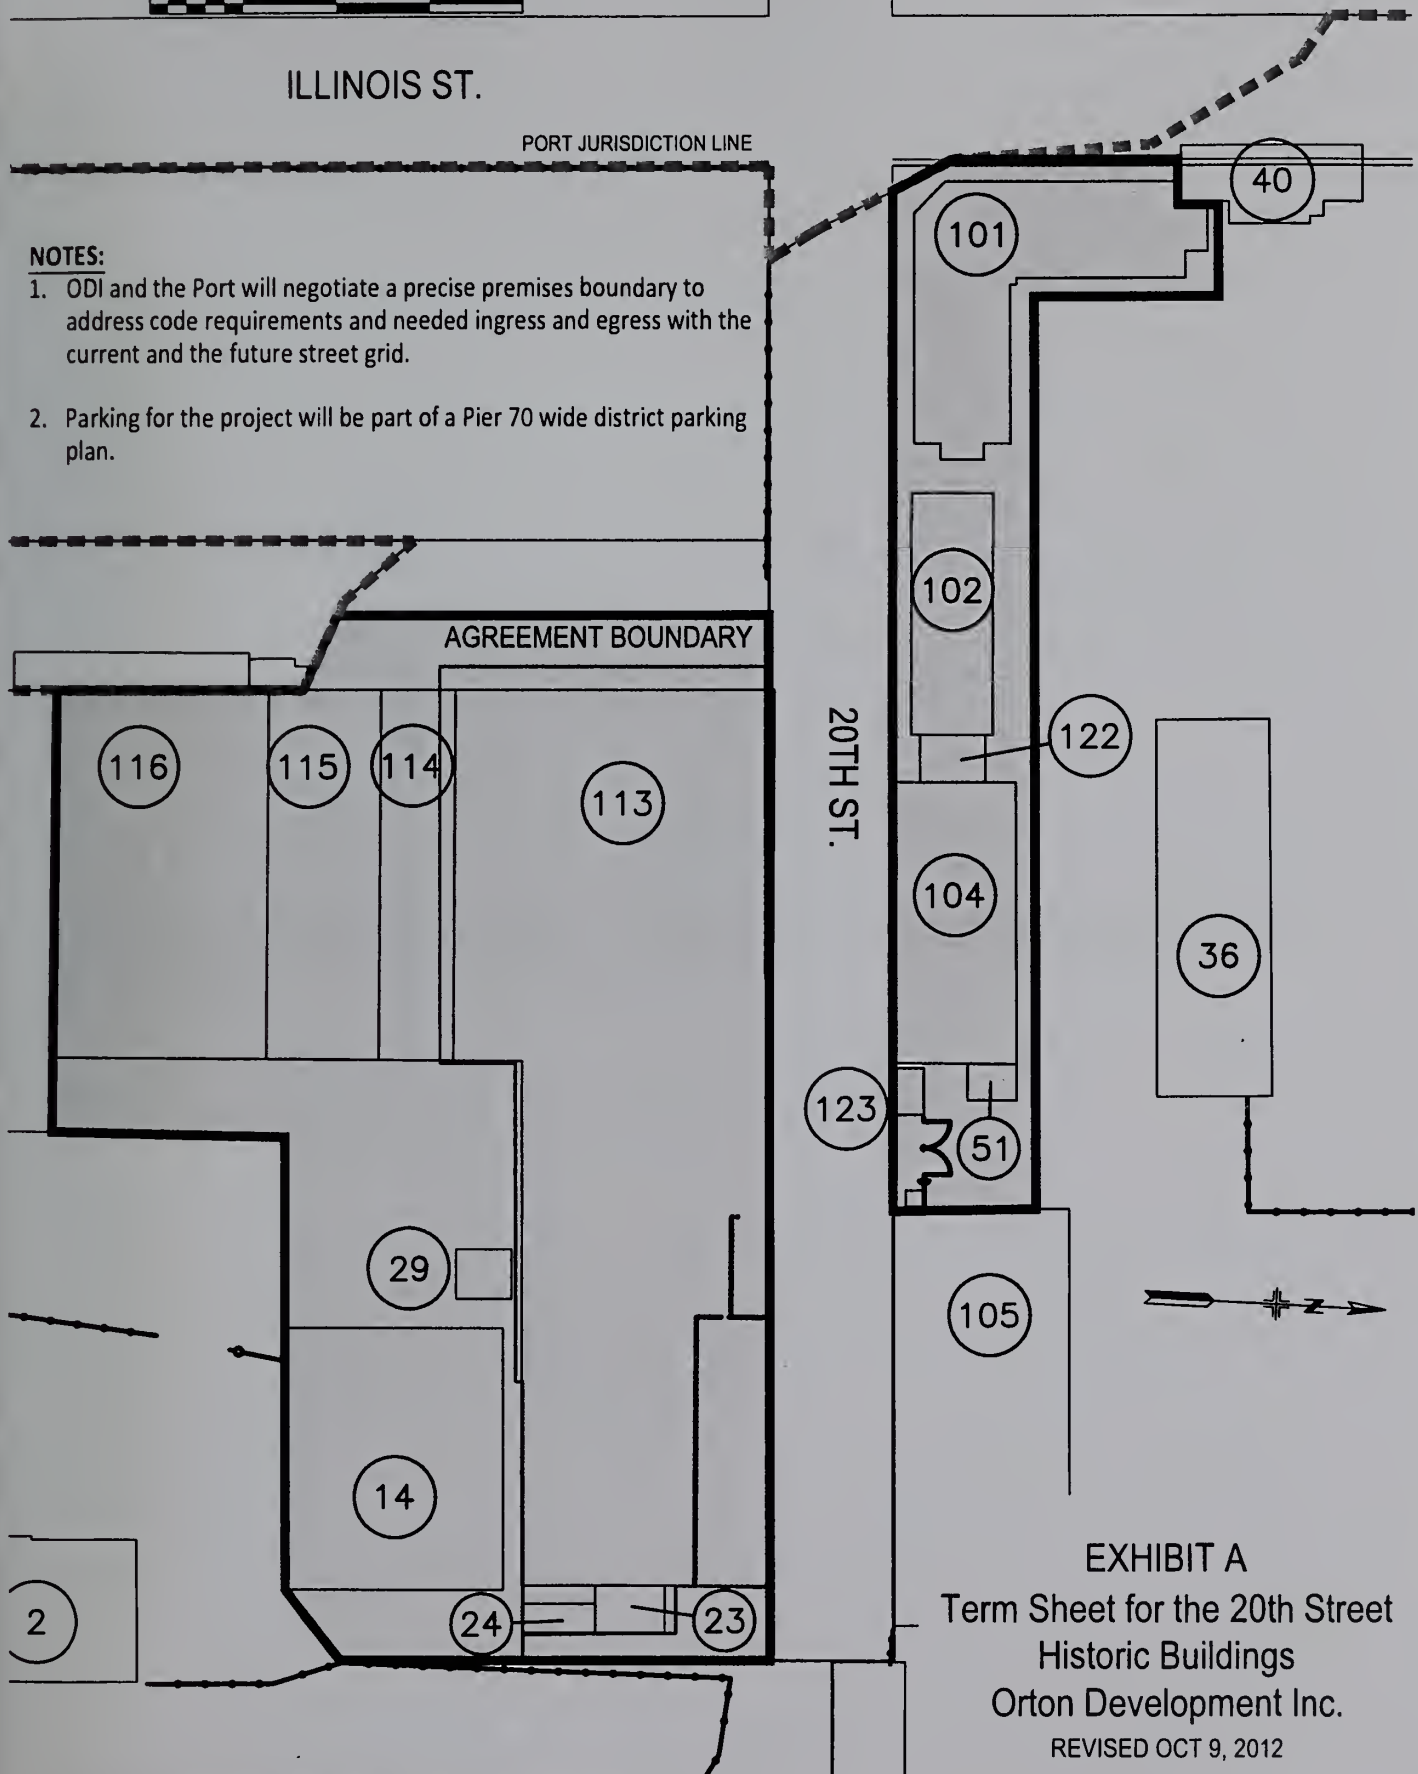 ILLINOIS ST.
PORT JURISDICTION LINE
40
101
NOTES:
1. ODI and the Port will negotiate a precise premises boundary to
address code requirements and needed ingress and egress with the
current and the future street grid.
2. Parking for the project will be part of a Pier 70 wide district parking
plan.
102
AGREEMENT BOUNDARY
20TH ST.
122
116
115
114
113
104
36
123
51
29
105
N
14
2
24
23
EXHIBIT A
Term Sheet for the 20th Street
Historic Buildings
Orton Development Inc.
REVISED OCT 9, 2012